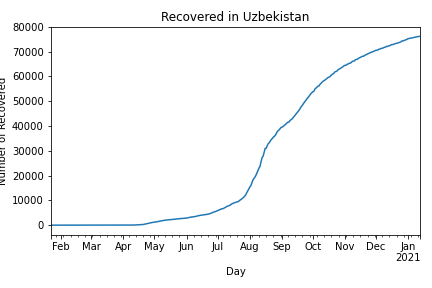 Recovered in Uzbekistan
Number of Recovered
80000
70000
60000
50000
40000
30000
20000
10000
0
Feb Mar Apr May Jun Jul Aug Sep Oct Nov Dec Jan
2021
Day